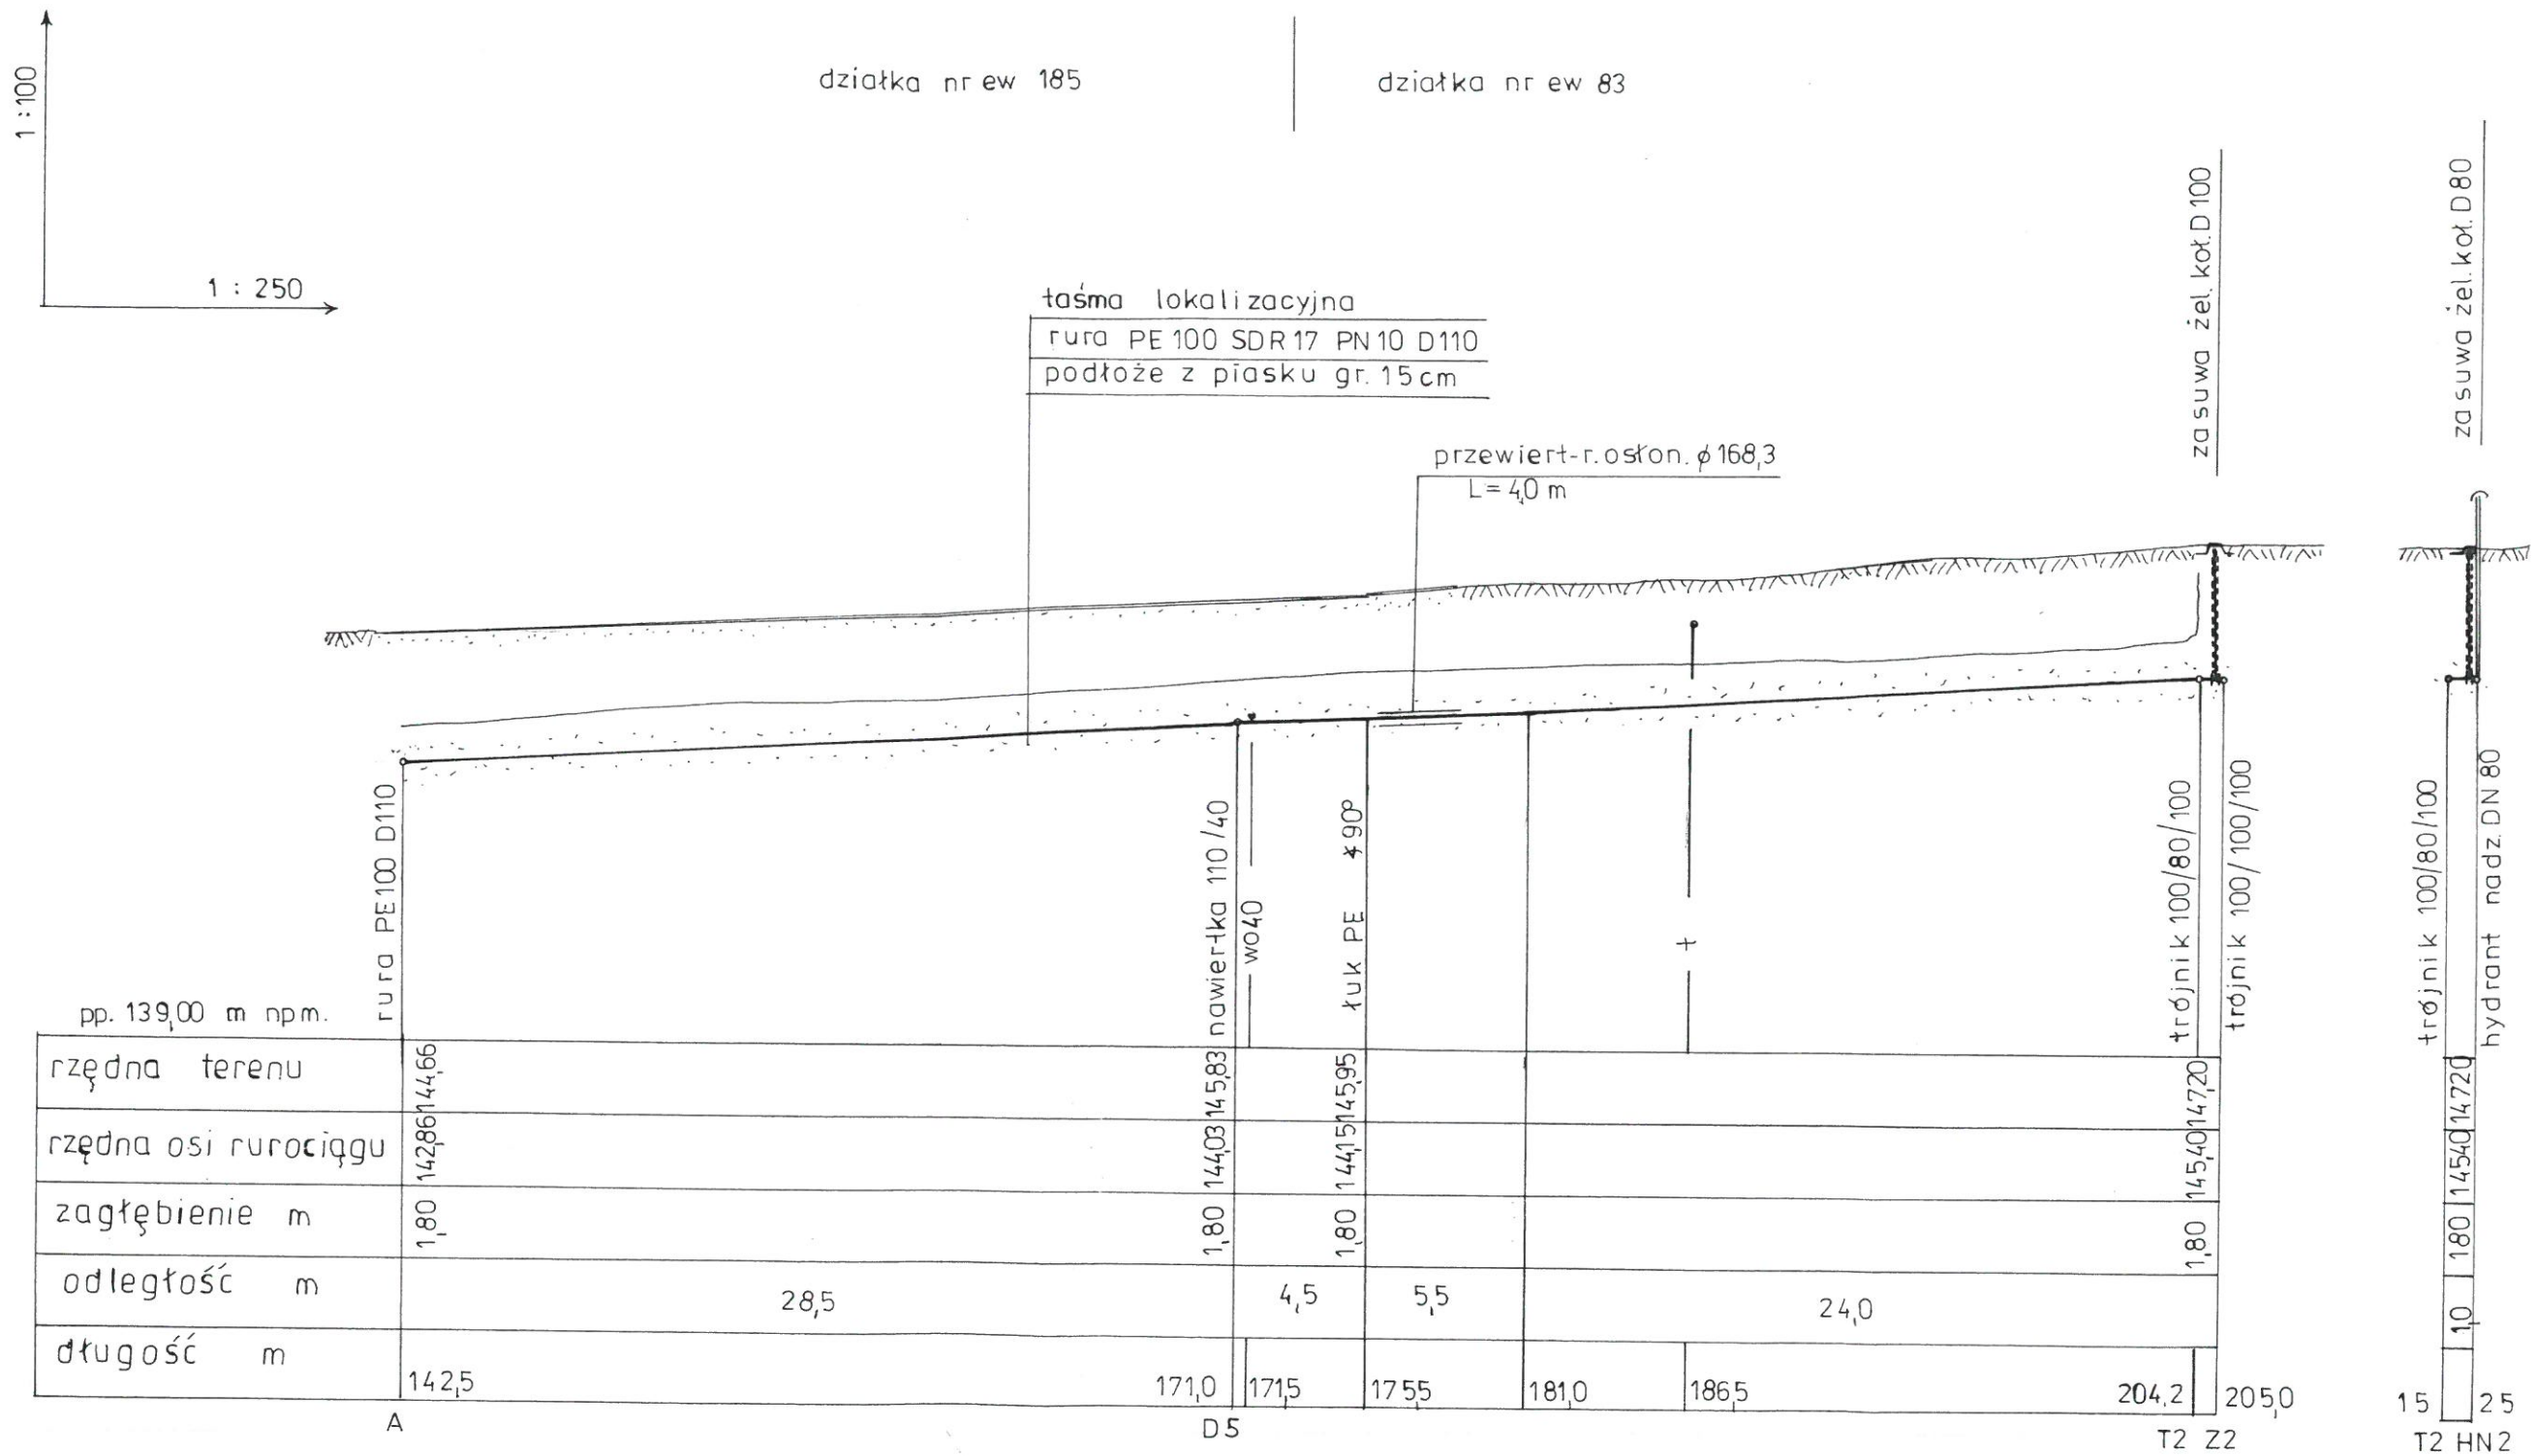 1:100
1 : 250
działka nr ew 185
działka nr ew 83
taśma lokalizacyjna
rura PE 100 SDR 17 PN 10 D110
podłoże z piasku gr. 15 cm
przewiert-r. osłon. ϕ 168,3
L= 4,0 m
zasuwa żel. koł. D 100
zasuwa żel. koł. D 80
rura PE100 D110
nawiertka 110/40
wo40
łuk PE ∢ 90°
t
trójnik 100/80/100
trójnik 100/100/100
trójnik 100/80/100
hydrant nadz. DN 80
pp. 139,00 m npm.
rzędna terenu 144,66 145,83 145,95 147,20 147,20
rzędna osi rurociągu 142,86 144,03 144,15 145,40 145,40
zagłębienie m 1,80 1,80 1,80 1,80 1,80
odległość m 28,5 4,5 5,5 24,0 1,0
długość m 142,5 171,0 171,5 175,5 181,0 186,5 204,2 205,0 1 5 2 5
A D5 T2 Z2 T2 HN2